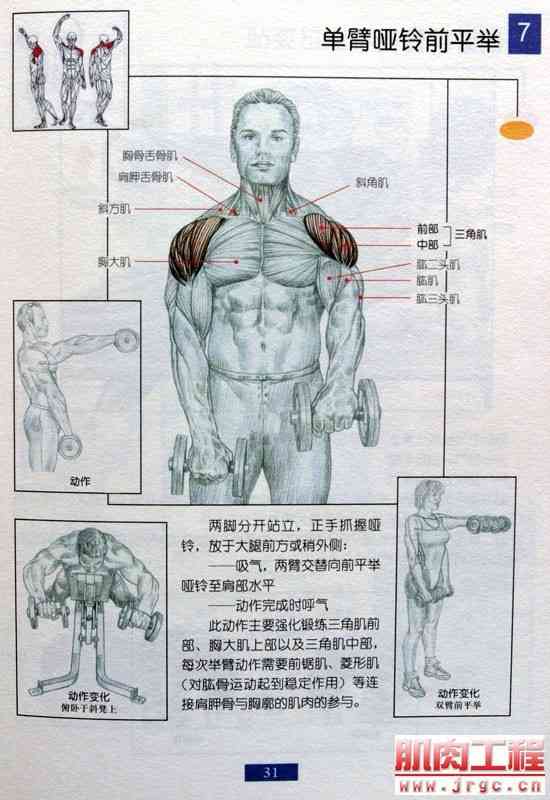 单臂哑铃前平举
7
胸骨舌骨肌
肩胛舌骨肌
斜方肌
胸大肌
斜角肌
前部
中部
三角肌
肱二头肌
肱肌
肱三头肌
动作
两脚分开站立，正手抓握哑
铃，放于大腿前方或稍外侧：
——吸气，两臂交替向前平举
哑铃至肩部水平
——动作完成时呼气
此动作主要强化锻练三角肌前
部、胸大肌上部以及三角肌中部，
每次举臂动作需要前锯肌、菱形肌
（对肱骨运动起到稳定作用）等连
接肩胛骨与胸廓的肌肉的参与。
动作变化
俯卧于斜凳上
动作变化
双臂前平举
31
肌肉工程
www.jrgc.cn